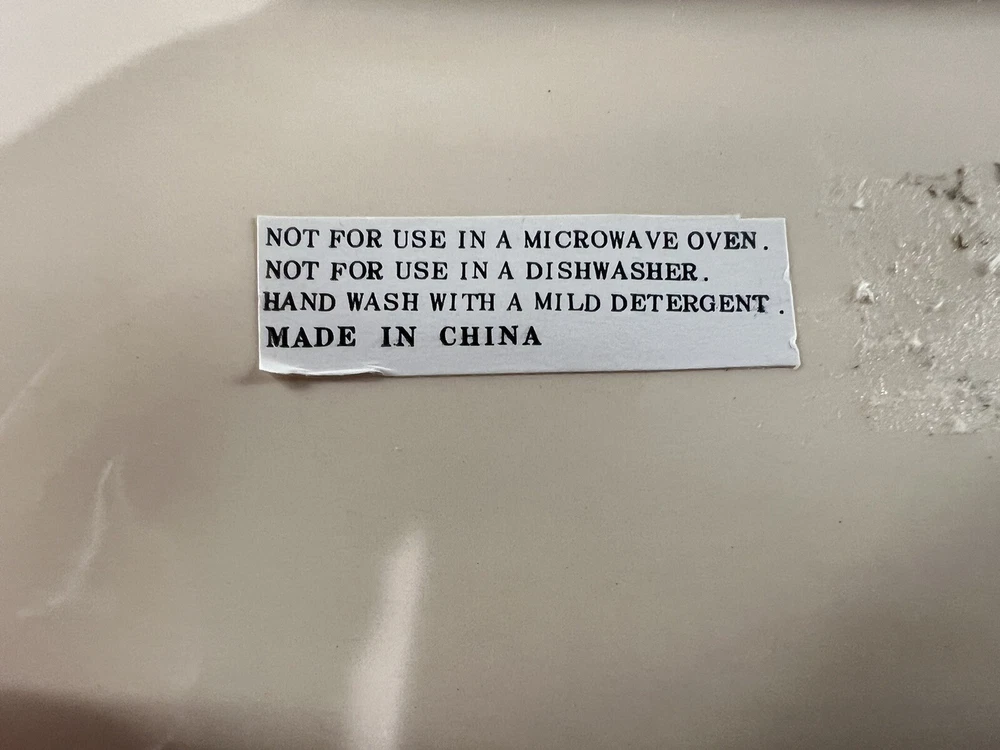 NOT FOR USE IN A MICROWAVE OVEN.
NOT FOR USE IN A DISHWASHER.
HAND WASH WITH A MILD DETERGENT.
MADE IN CHINA